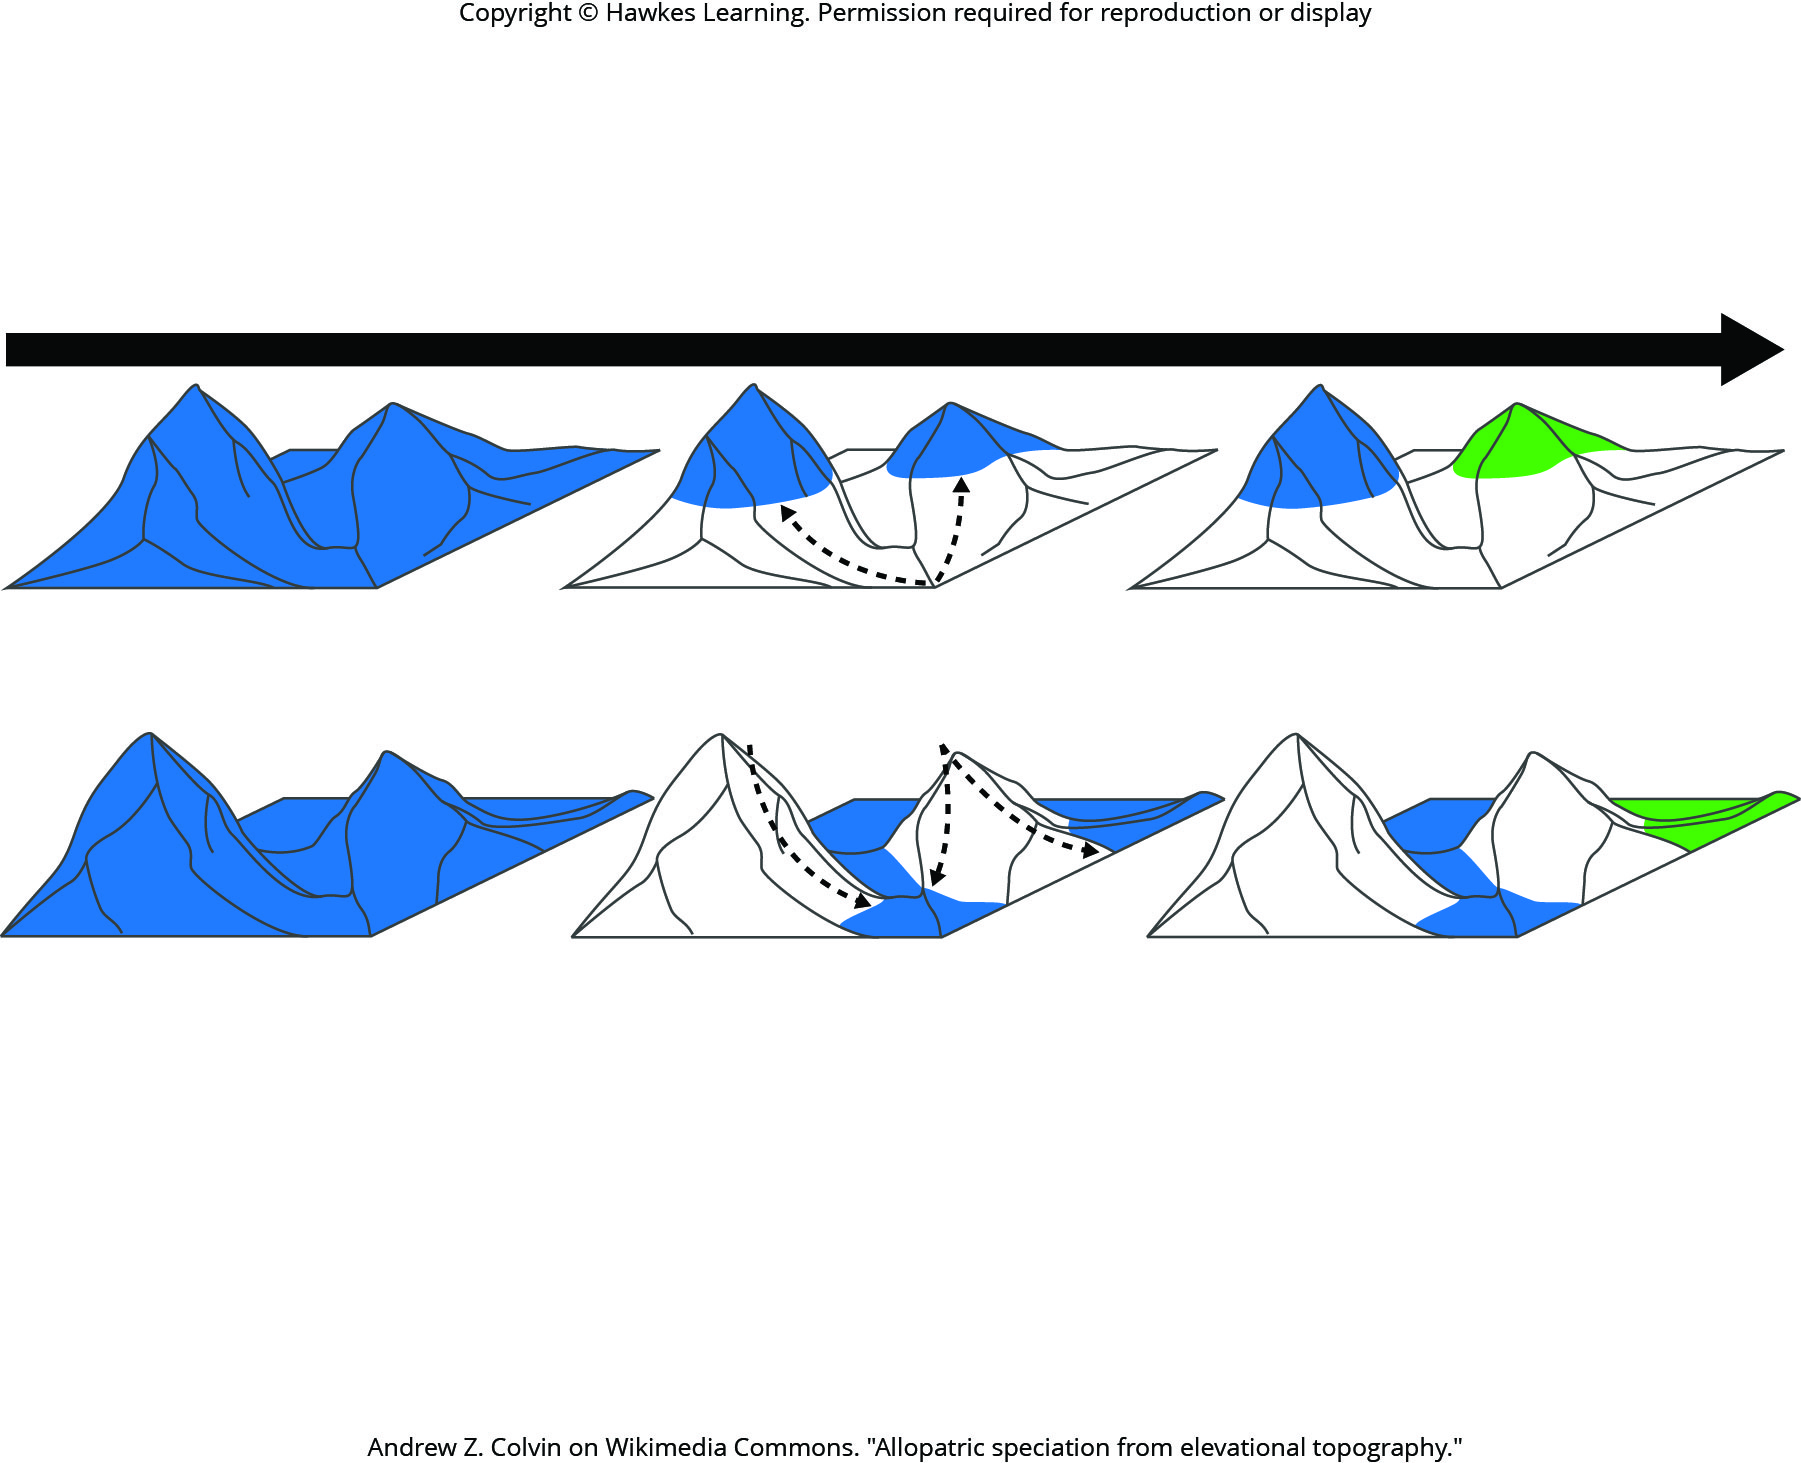 Copyright © Hawkes Learning. Permission required for reproduction or display
Andrew Z. Colvin on Wikimedia Commons. "Allopatric speciation from elevational topography."